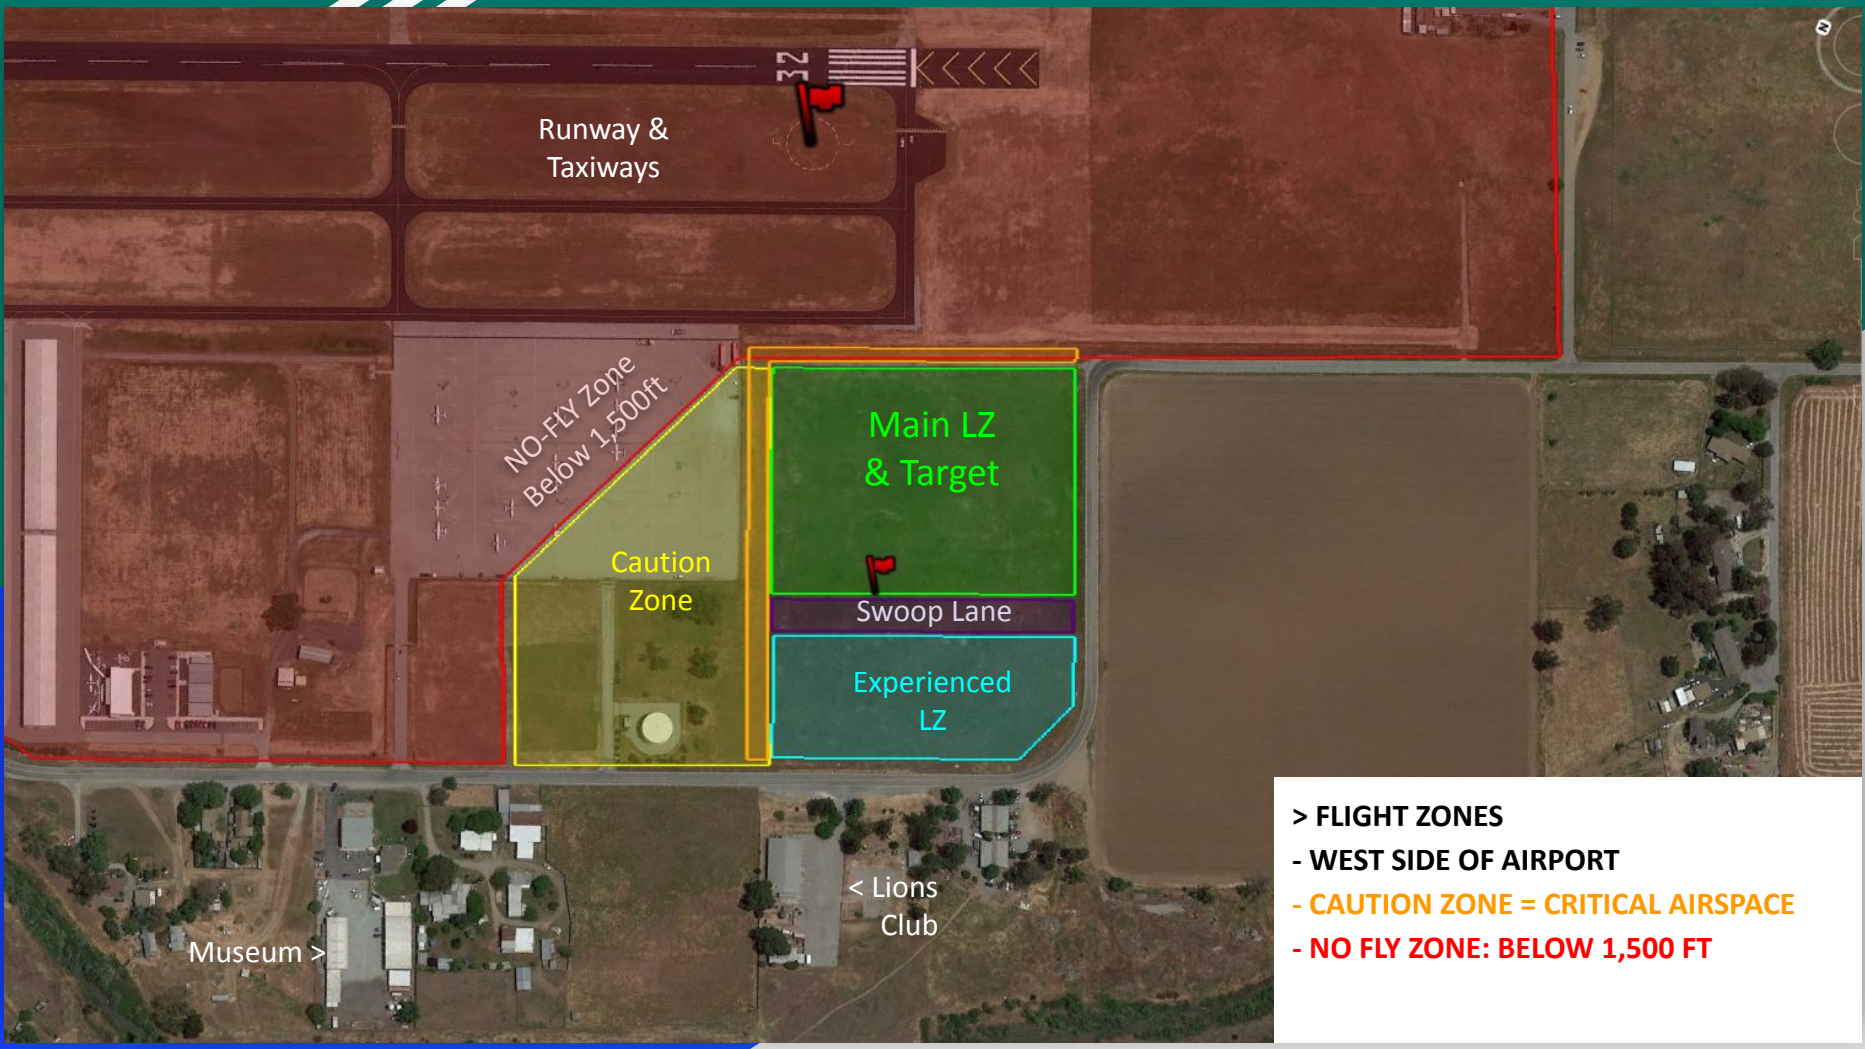 N
32
Runway &
Taxiways
NO-FLY Zone
Below 1,500ft
Main LZ
& Target
Caution
Zone
Swoop Lane
Experienced
LZ
< Lions
Club
Museum >
> FLIGHT ZONES
- WEST SIDE OF AIRPORT
- CAUTION ZONE = CRITICAL AIRSPACE
- NO FLY ZONE: BELOW 1,500 FT